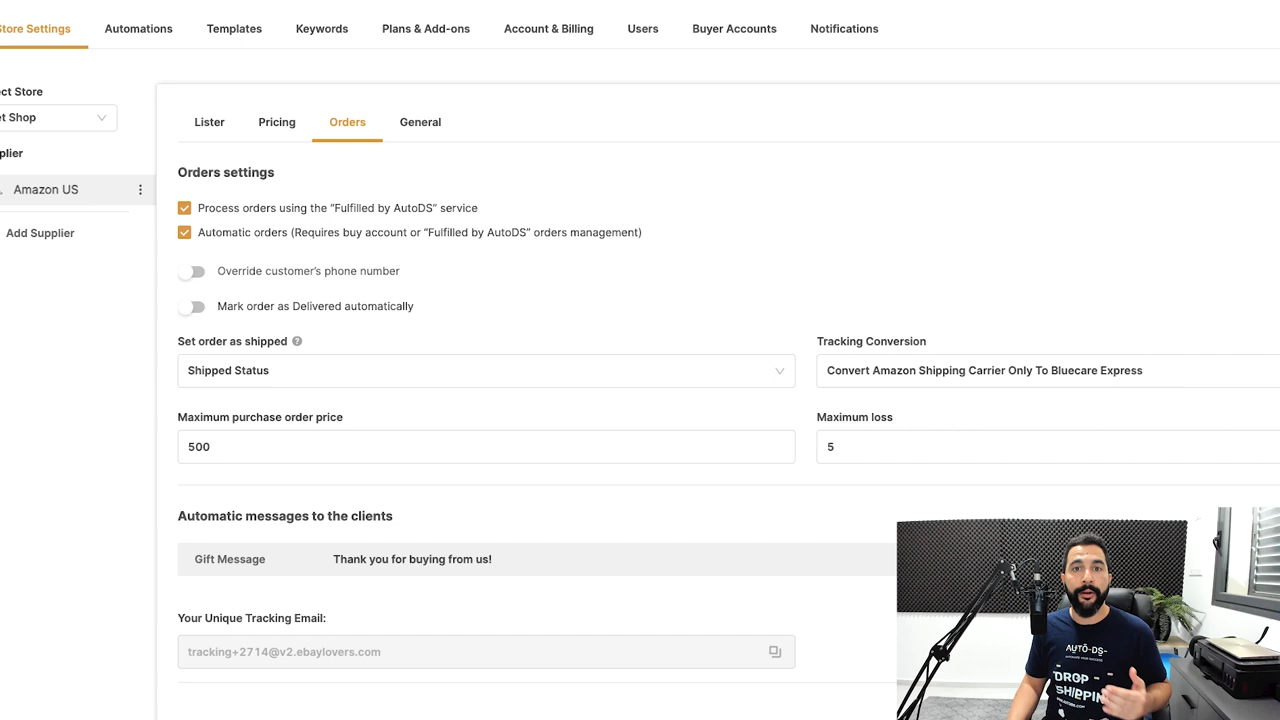 Store Settings Automations Templates Keywords Plans & Add-ons Account & Billing Users Buyer Accounts Notifications
ct Store
t Shop
plier
Amazon US
Add Supplier
Lister Pricing Orders General
Orders settings
Process orders using the "Fulfilled by AutoDS" service
Automatic orders (Requires buy account or "Fulfilled by AutoDS" orders management)
Override customer's phone number
Mark order as Delivered automatically
Set order as shipped ?
Tracking Conversion
Shipped Status
Convert Amazon Shipping Carrier Only To Bluecare Express
Maximum purchase order price
Maximum loss
500
5
Automatic messages to the clients
Gift Message Thank you for buying from us!
Your Unique Tracking Email:
tracking+2714@v2.ebaylovers.com
AUTO-DS-
DROP
SHIPPIN